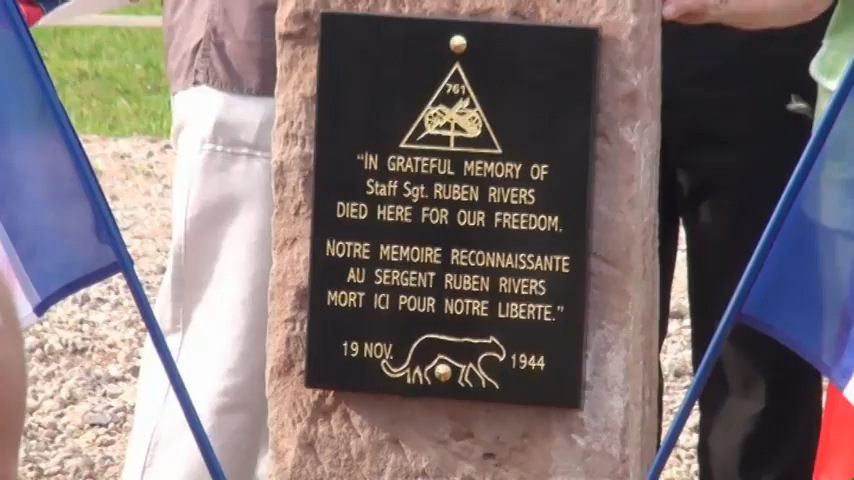 761
"IN GRATEFUL MEMORY OF
Staff Sgt. RUBEN RIVERS
DIED HERE FOR OUR FREEDOM.
NOTRE MEMOIRE RECONNAISSANTE
AU SERGENT RUBEN RIVERS
MORT ICI POUR NOTRE LIBERTE."
19 NOV. 1944